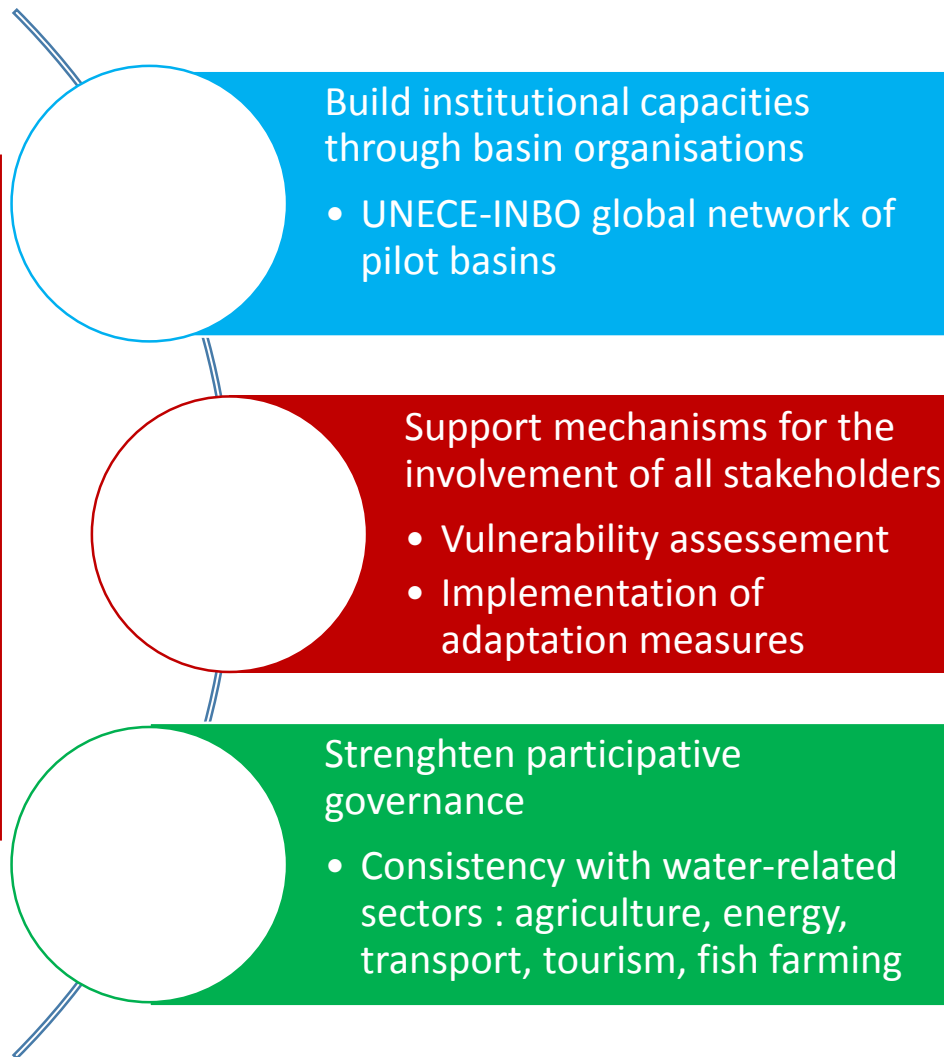 Build institutional capacities
through basin organisations
• UNECE-INBO global network of
pilot basins
Support mechanisms for the
involvement of all stakeholders
• Vulnerability assessement
• Implementation of
adaptation measures
Strenghten participative
governance
• Consistency with water-related
sectors : agriculture, energy,
transport, tourism, fish farming